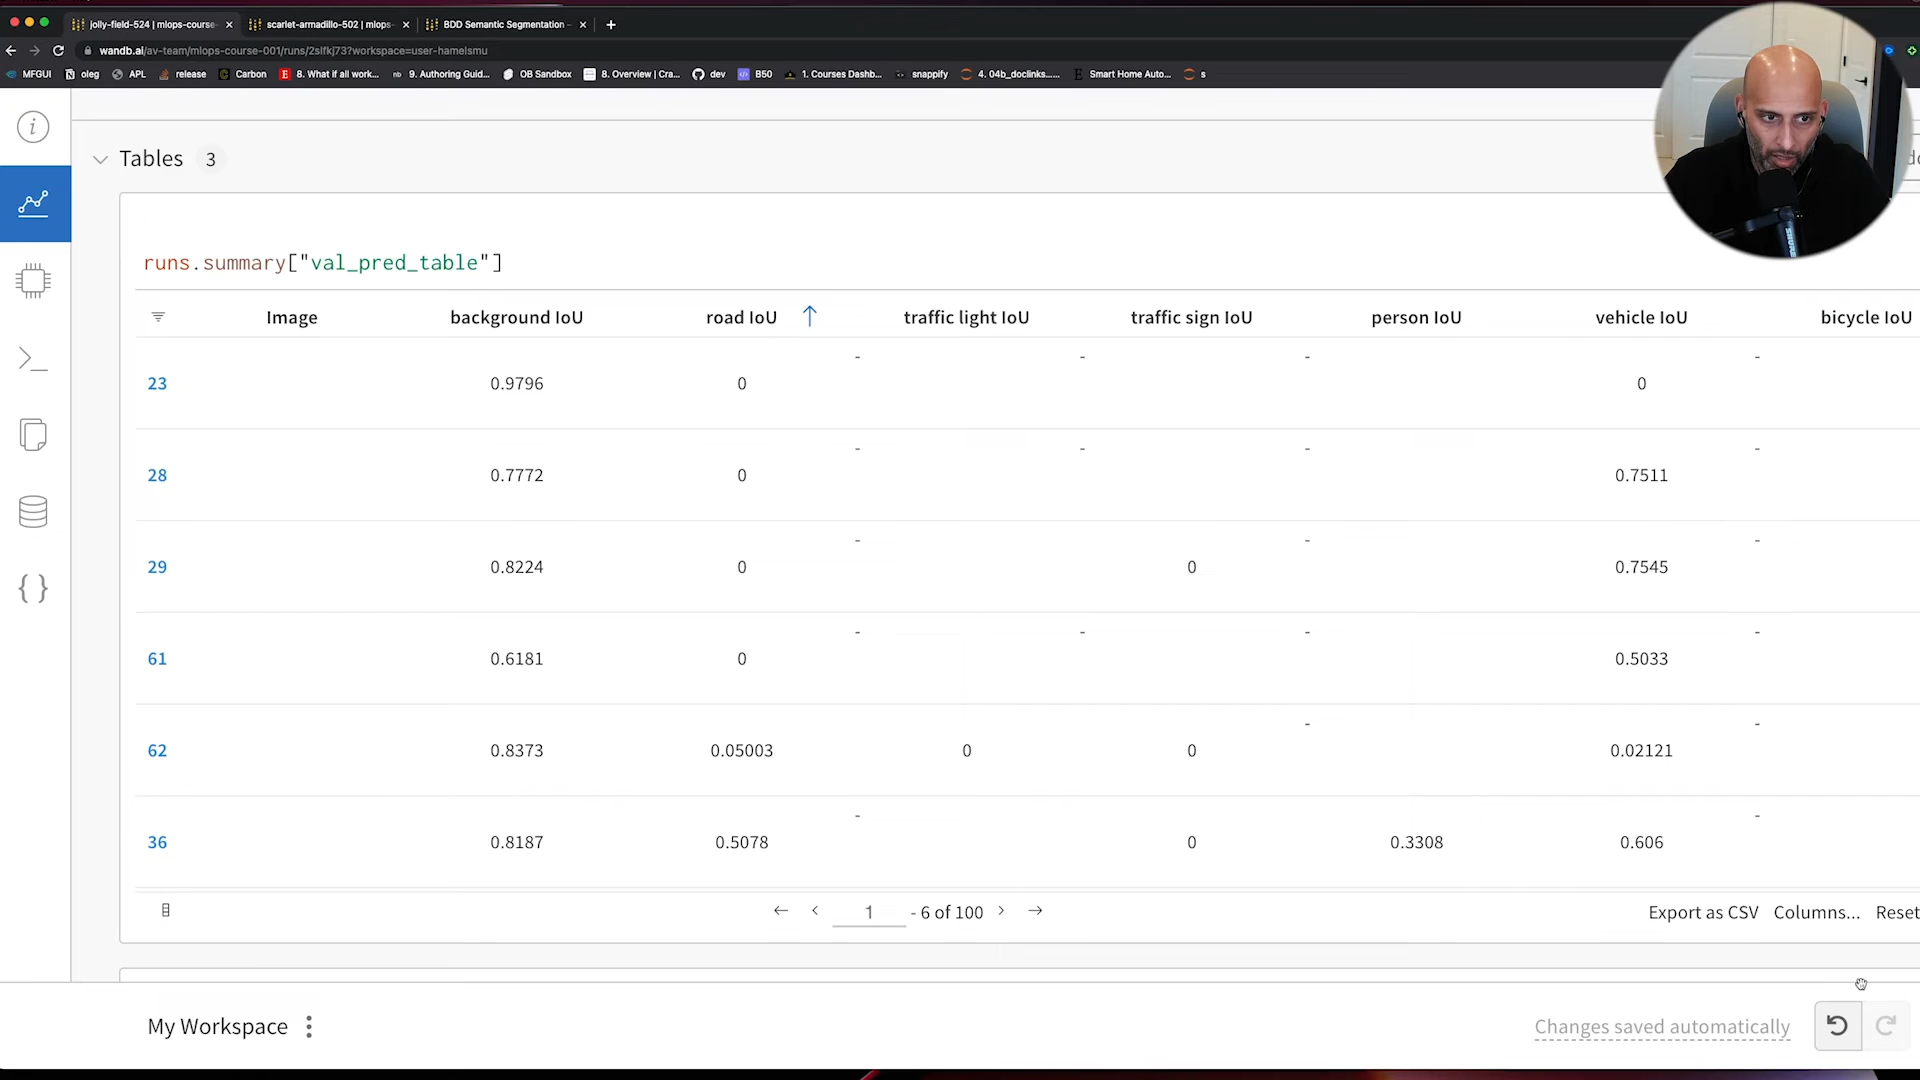 jolly-field-524 | mlops-course- × scarlet-armadillo-502 | mlops- × BDD Semantic Segmentation – × +
wandb.ai/av-team/mlops-course-001/runs/2slfkj73?workspace=user-hamelsmu
MFGUI oleg APL release Carbon 8. What if all work... nb 9. Authoring Guid... OB Sandbox 8. Overview | Cra... dev B50 1. Courses Dashb... snappify 4. 04b_doclinks...... Smart Home Auto... s
Tables 3
runs.summary["val_pred_table"]
Image background IoU road IoU ↑ traffic light IoU traffic sign IoU person IoU vehicle IoU bicycle IoU
23 0.9796 0 - - - 0 -
28 0.7772 0 - - - 0.7511 -
29 0.8224 0 - 0 - 0.7545 -
61 0.6181 0 - - - 0.5033 -
62 0.8373 0.05003 0 0 - 0.02121 -
36 0.8187 0.5078 - 0 0.3308 0.606 -
← < 1 - 6 of 100 > → Export as CSV Columns... Reset
My Workspace Changes saved automatically